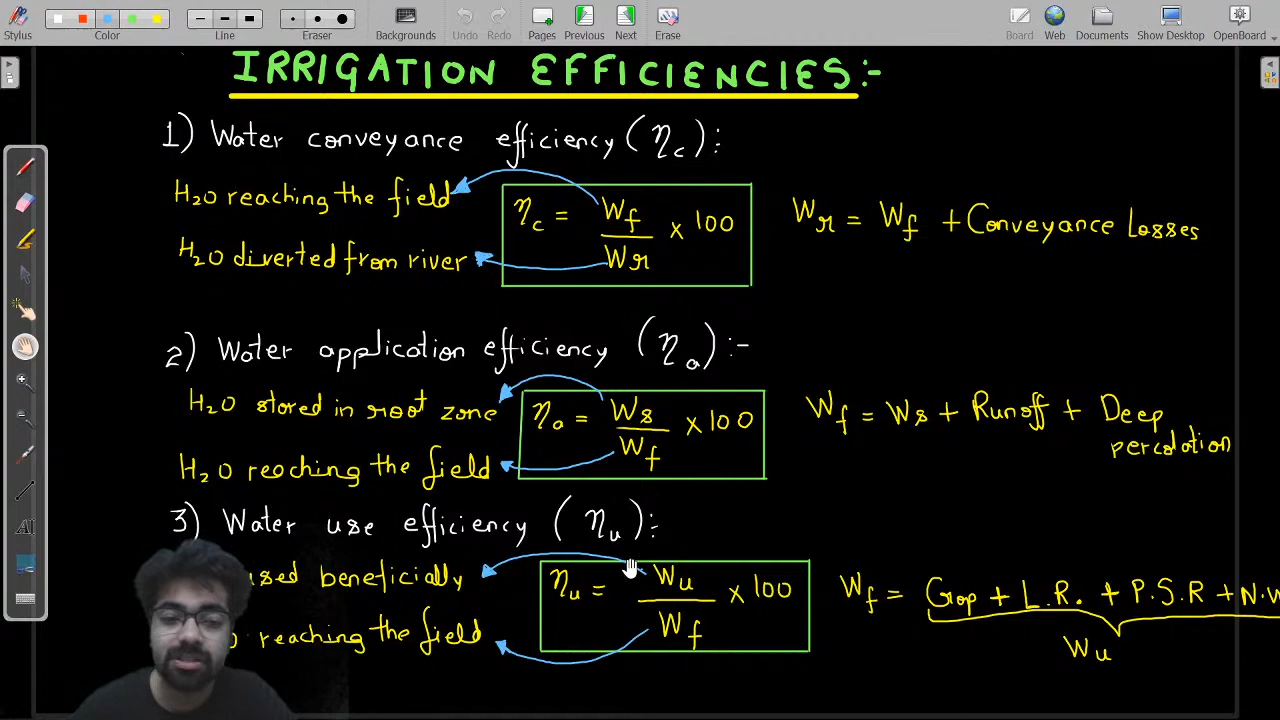 Stylus
Color
Line
Eraser
Backgrounds
Undo
Redo
Pages
Previous
Next
Erase
Board
Web
Documents
Show Desktop
OpenBoard
IRRIGATION EFFICIENCIES:-
1) Water conveyance efficiency (ηc):
H2O reaching the field
ηc = Wf / Wr × 100
Wr = Wf + Conveyance Losses
H2O diverted from river
2) Water application efficiency (ηa):-
H2O stored in root zone
ηa = Ws / Wf × 100
Wf = Ws + Runoff + Deep percolation
H2O reaching the field
3) Water use efficiency (ηu):
used beneficially
ηu = Wu / Wf × 100
Wf = Crop + L.R. + P.S.R + N.W
Wu
reaching the field